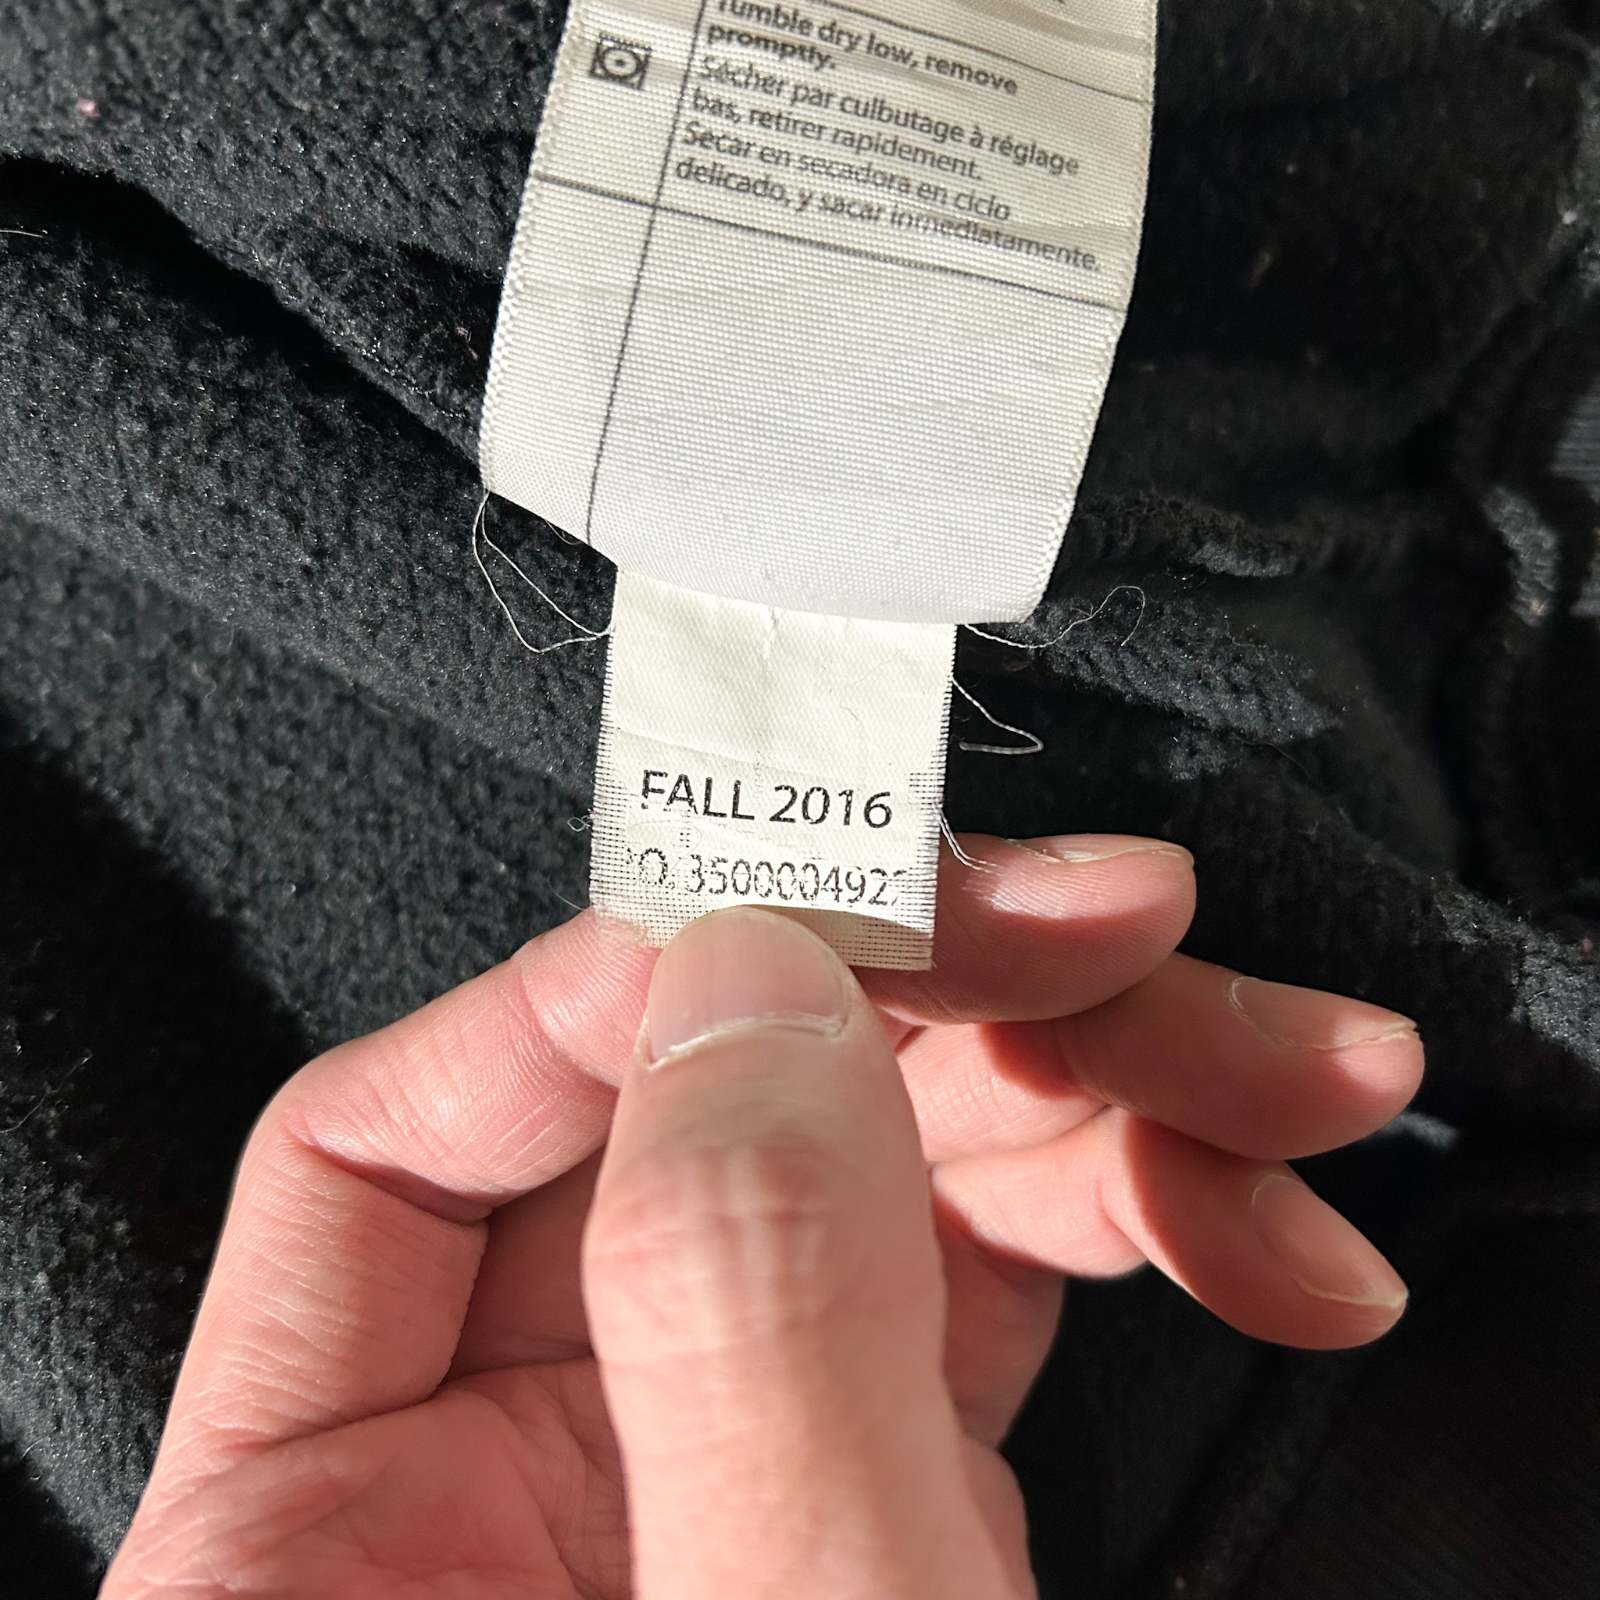 Tumble dry low, remove
promptly.
Sécher par culbutage à réglage
bas, retirer rapidement.
Secar en secadora en ciclo
delicado, y sacar inmediatamente.
FALL 2016
O. 350000492